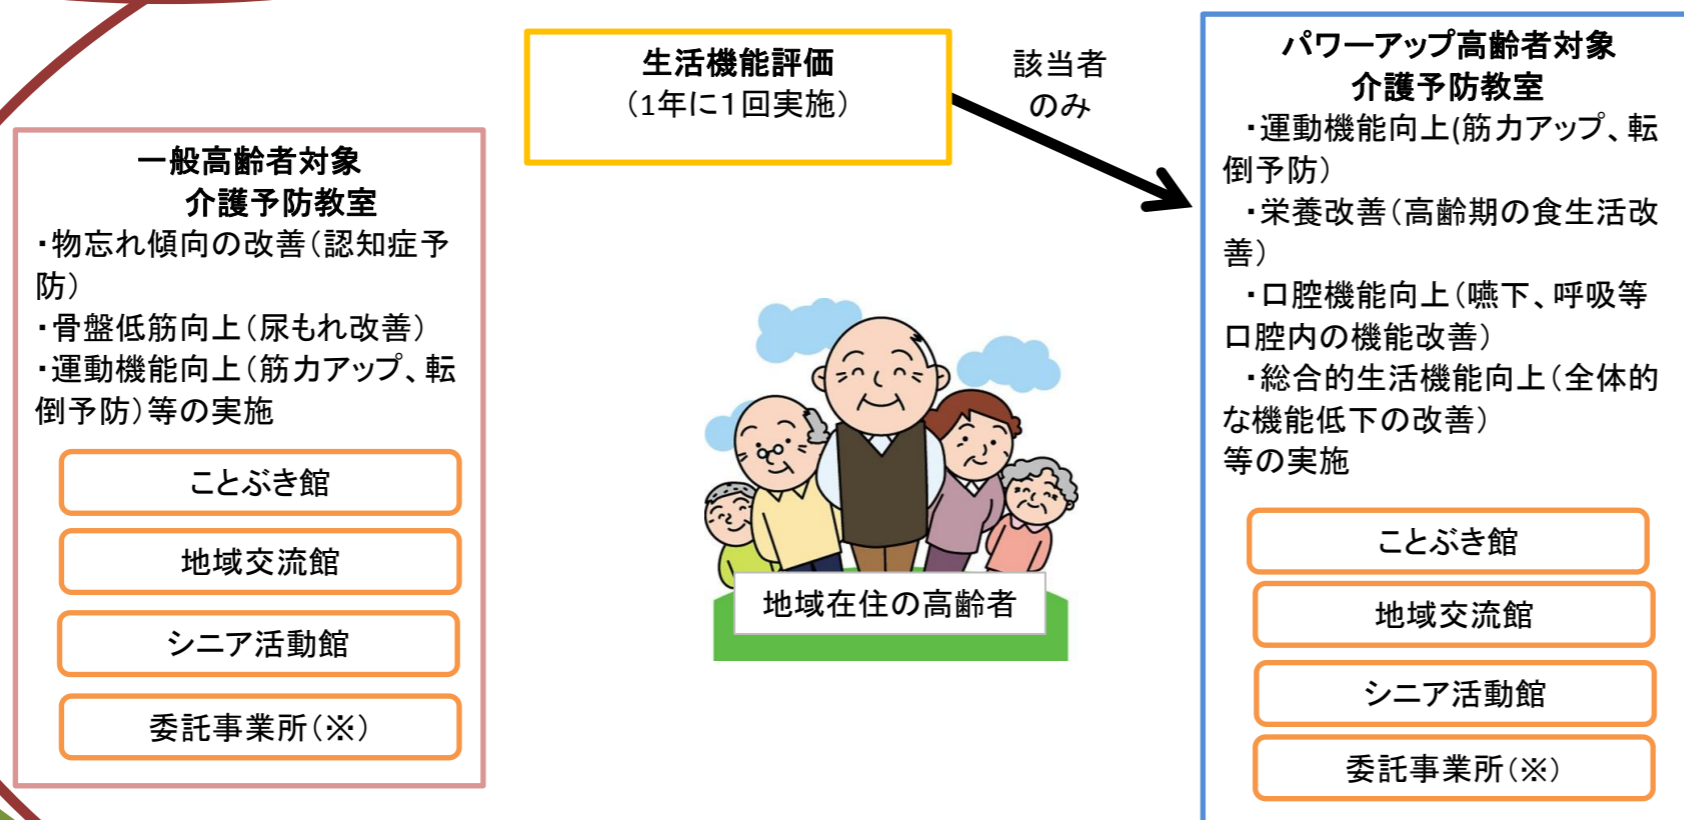 一般高齢者対象
介護予防教室
・物忘れ傾向の改善(認知症予
防)
・骨盤低筋向上(尿もれ改善)
・運動機能向上(筋力アップ、転
倒予防)等の実施
ことぶき館
地域交流館
シニア活動館
委託事業所(※)
生活機能評価
(1年に1回実施)
該当者
のみ
地域在住の高齢者
パワーアップ高齢者対象
介護予防教室
・運動機能向上(筋力アップ、転
倒予防)
・栄養改善(高齢期の食生活改
善)
・口腔機能向上(嚥下、呼吸等
口腔内の機能改善)
・総合的生活機能向上(全体的
な機能低下の改善)
等の実施
ことぶき館
地域交流館
シニア活動館
委託事業所(※)